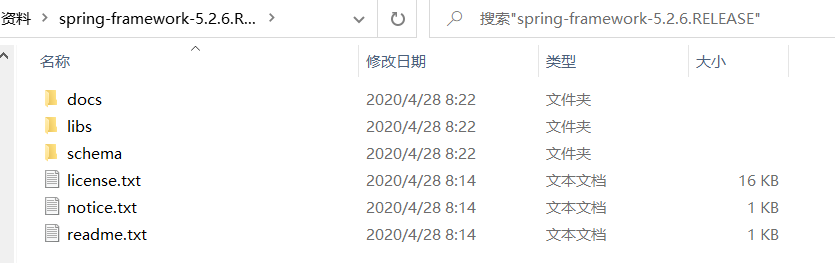 资料 › spring-framework-5.2.6.R... › 搜索"spring-framework-5.2.6.RELEASE"
名称 修改日期 类型 大小
docs 2020/4/28 8:22 文件夹
libs 2020/4/28 8:22 文件夹
schema 2020/4/28 8:22 文件夹
license.txt 2020/4/28 8:14 文本文档 16 KB
notice.txt 2020/4/28 8:14 文本文档 1 KB
readme.txt 2020/4/28 8:14 文本文档 1 KB